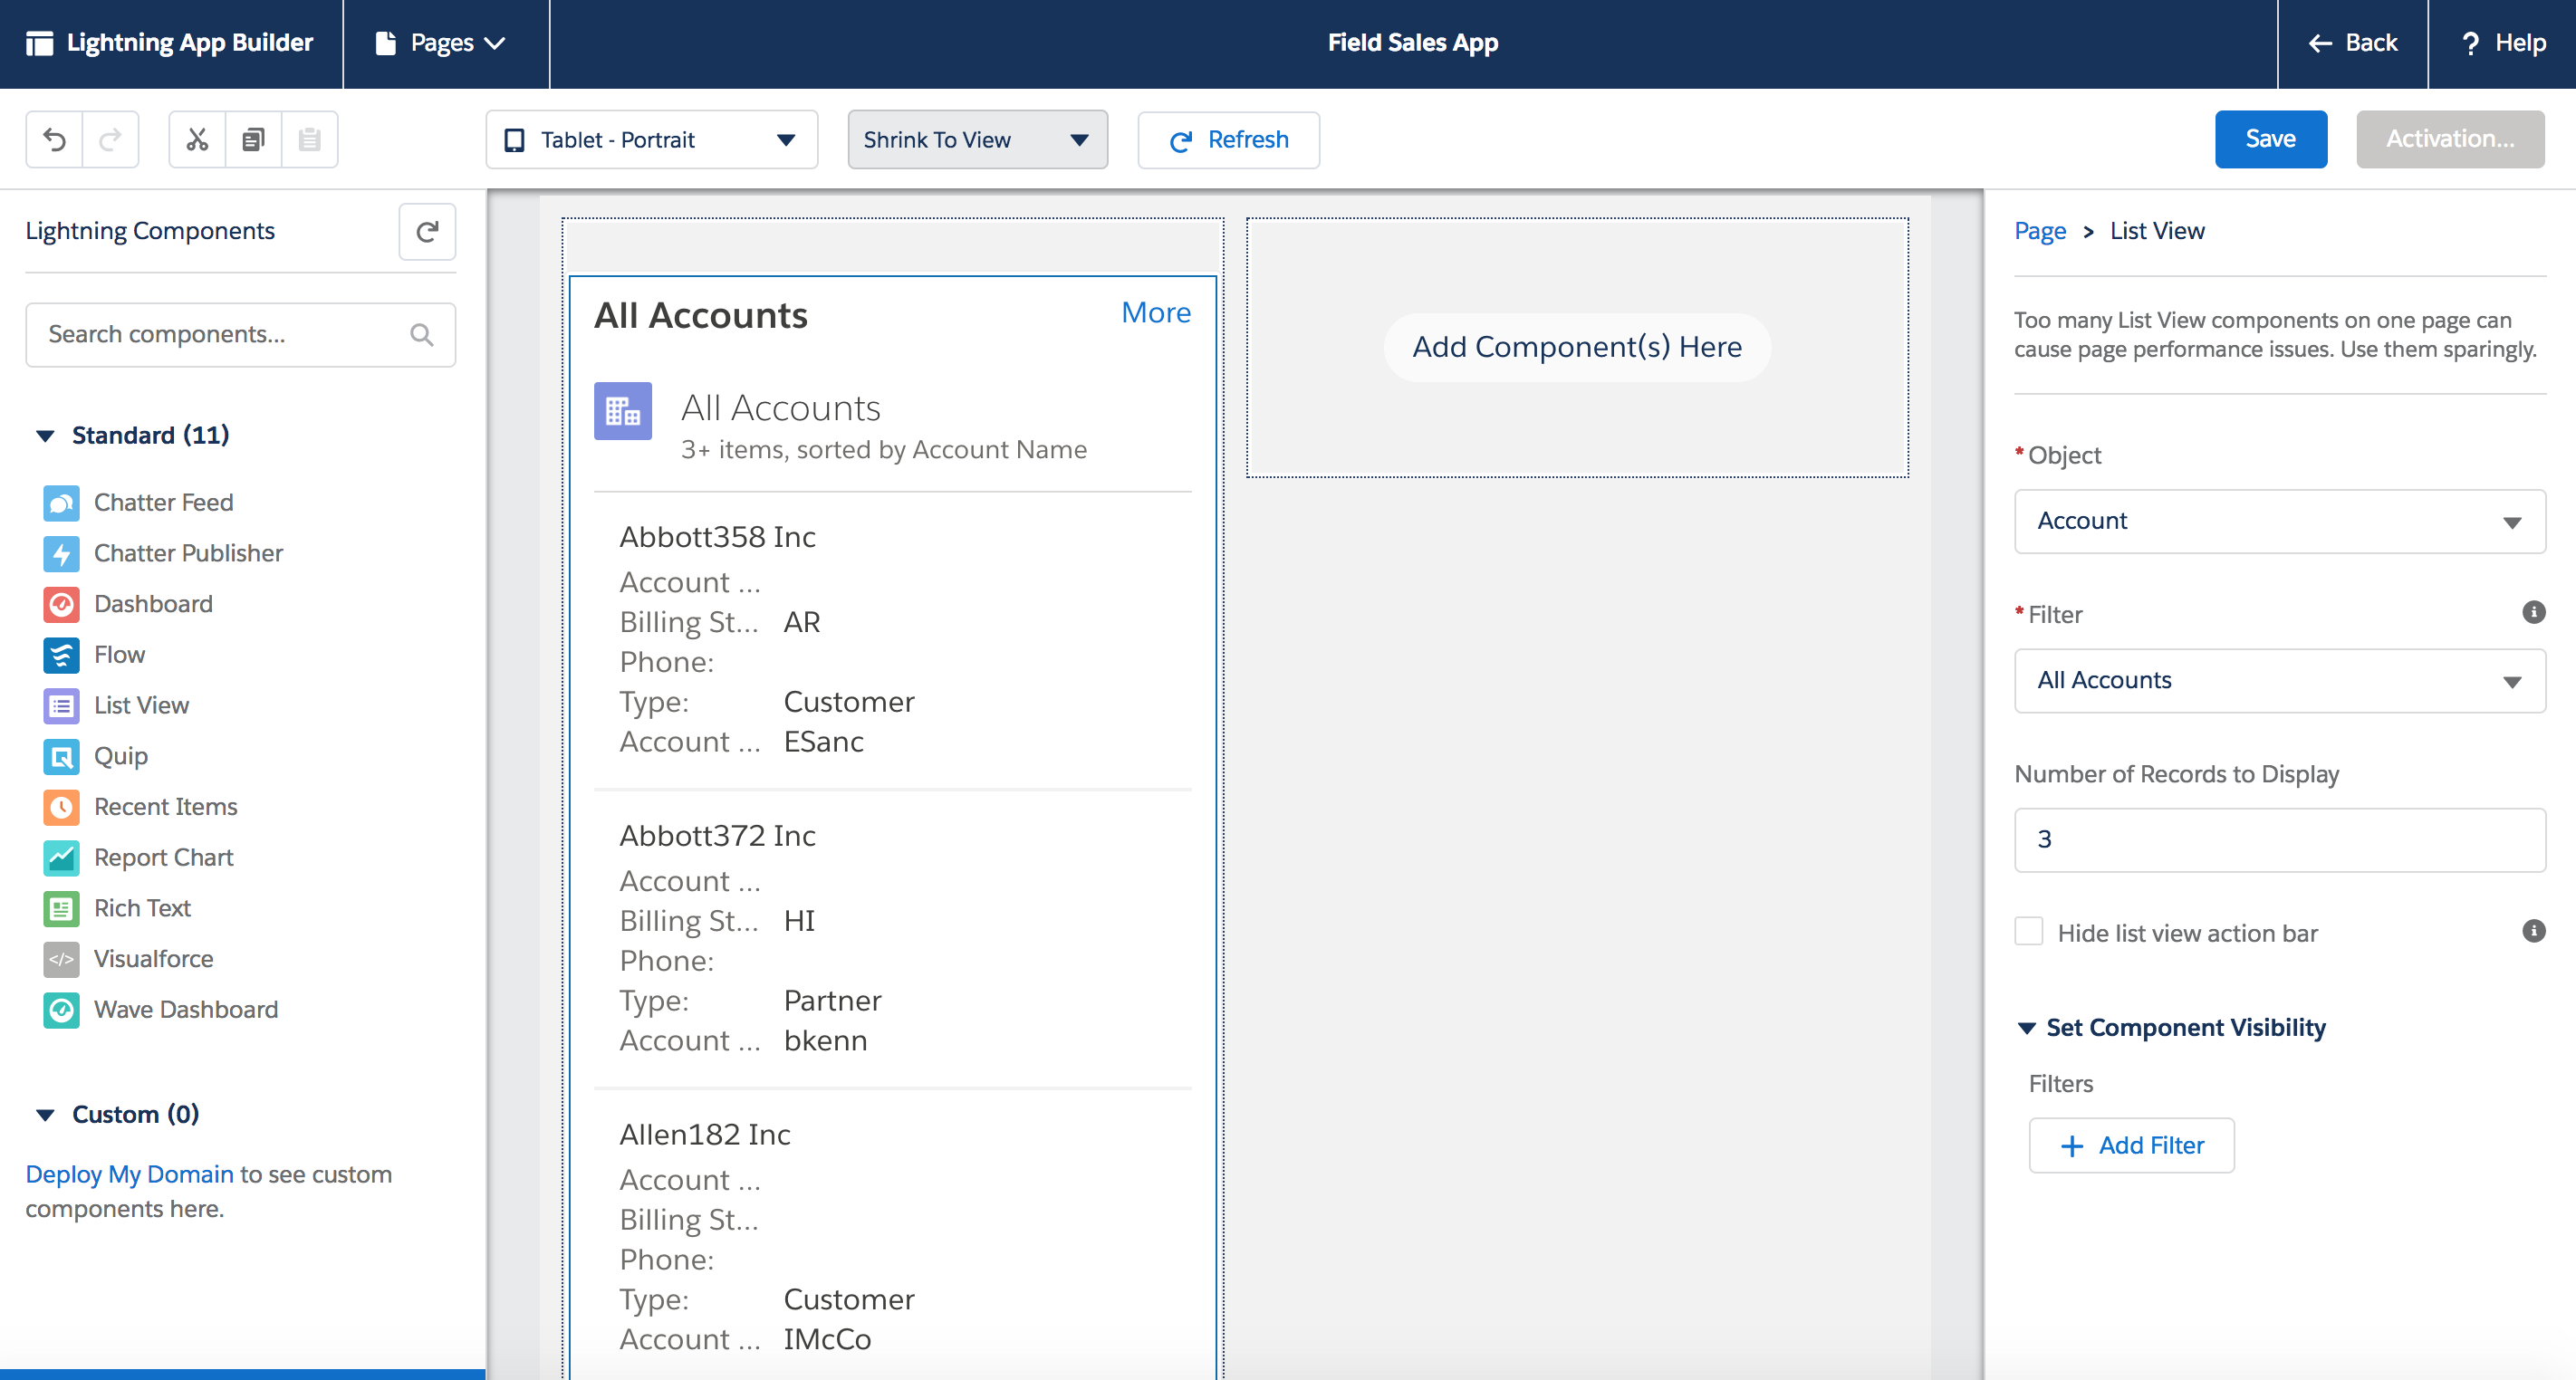 Lightning App Builder
Pages
Field Sales App
Back
? Help
Tablet - Portrait
Shrink To View
Refresh
Save
Activation...
Lightning Components
Search components...
Standard (11)
Chatter Feed
Chatter Publisher
Dashboard
Flow
List View
Quip
Recent Items
Report Chart
Rich Text
Visualforce
Wave Dashboard
Custom (0)
Deploy My Domain to see custom
components here.
All Accounts
More
All Accounts
3+ items, sorted by Account Name
Abbott358 Inc
Account ...
Billing St... AR
Phone:
Type: Customer
Account ... ESanc
Abbott372 Inc
Account ...
Billing St... HI
Phone:
Type: Partner
Account ... bkenn
Allen182 Inc
Account ...
Billing St...
Phone:
Type: Customer
Account ... IMcCo
Add Component(s) Here
Page > List View
Too many List View components on one page can
cause page performance issues. Use them sparingly.
*Object
Account
*Filter
All Accounts
Number of Records to Display
3
Hide list view action bar
Set Component Visibility
Filters
+ Add Filter